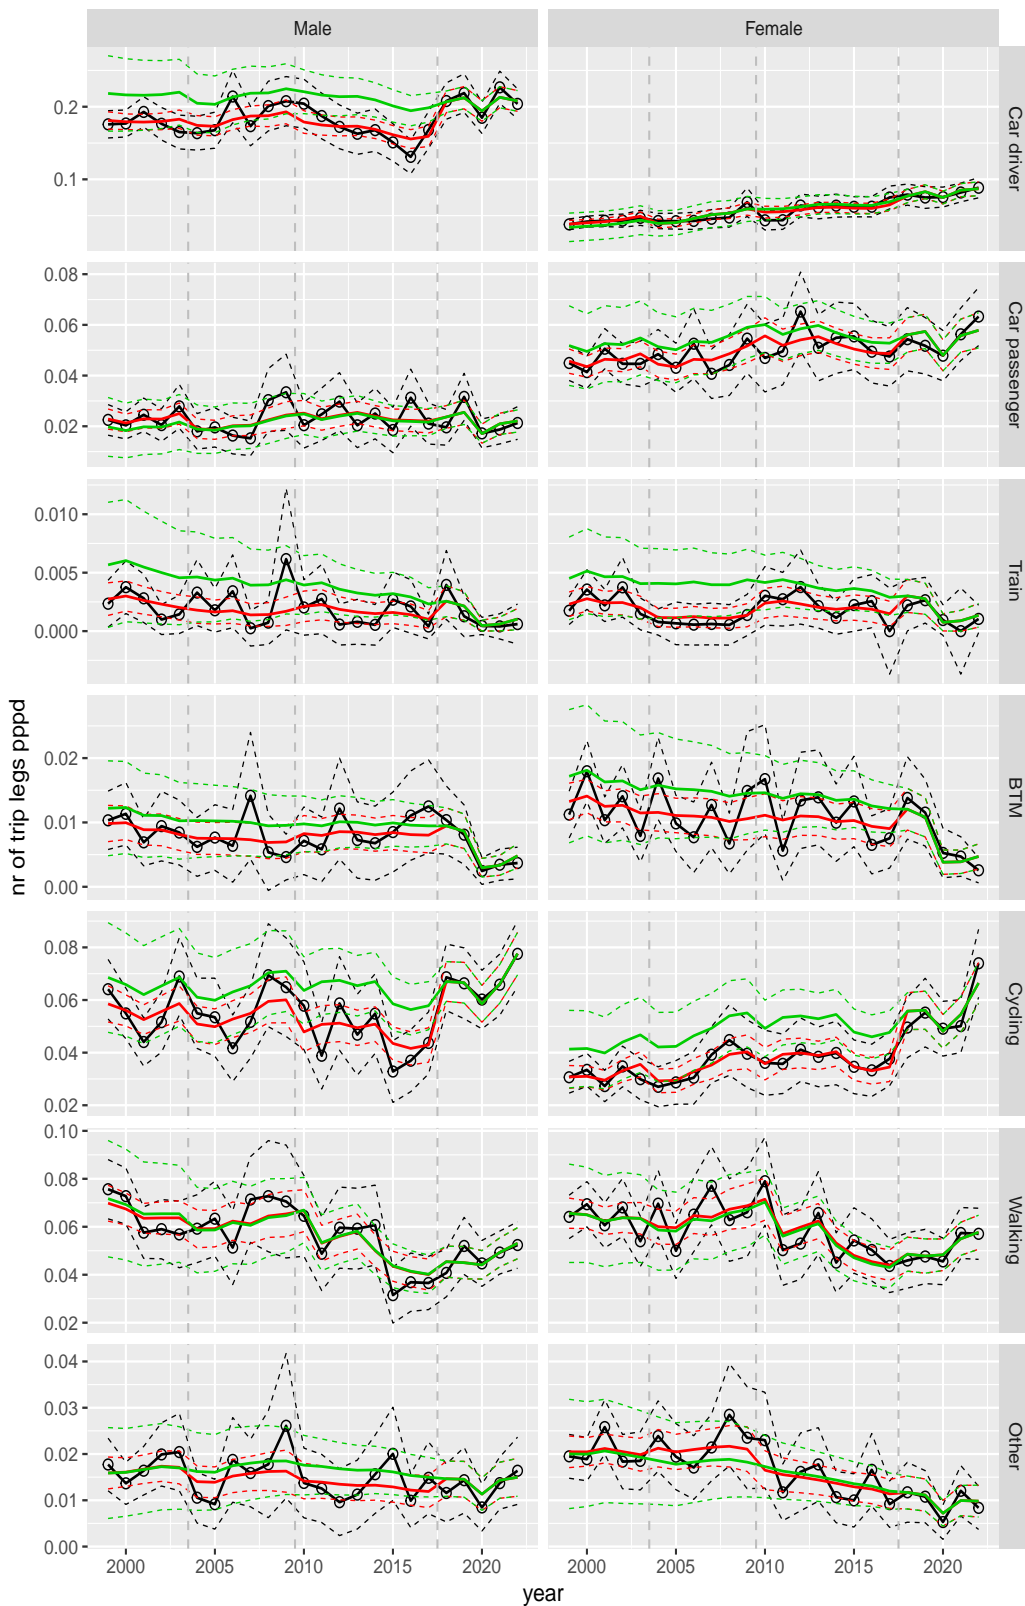 Male Female
0.2
0.1
Car driver
0.08
0.06
0.04
0.02
Car passenger
0.010
0.005
0.000
Train
0.02
0.01
0.00
BTM
0.08
0.06
0.04
0.02
Cycling
0.10
0.08
0.06
0.04
0.02
Walking
0.04
0.03
0.02
0.01
0.00
Other
2000 2005 2010 2015 2020 2000 2005 2010 2015 2020
year
nr of trip legs pppd